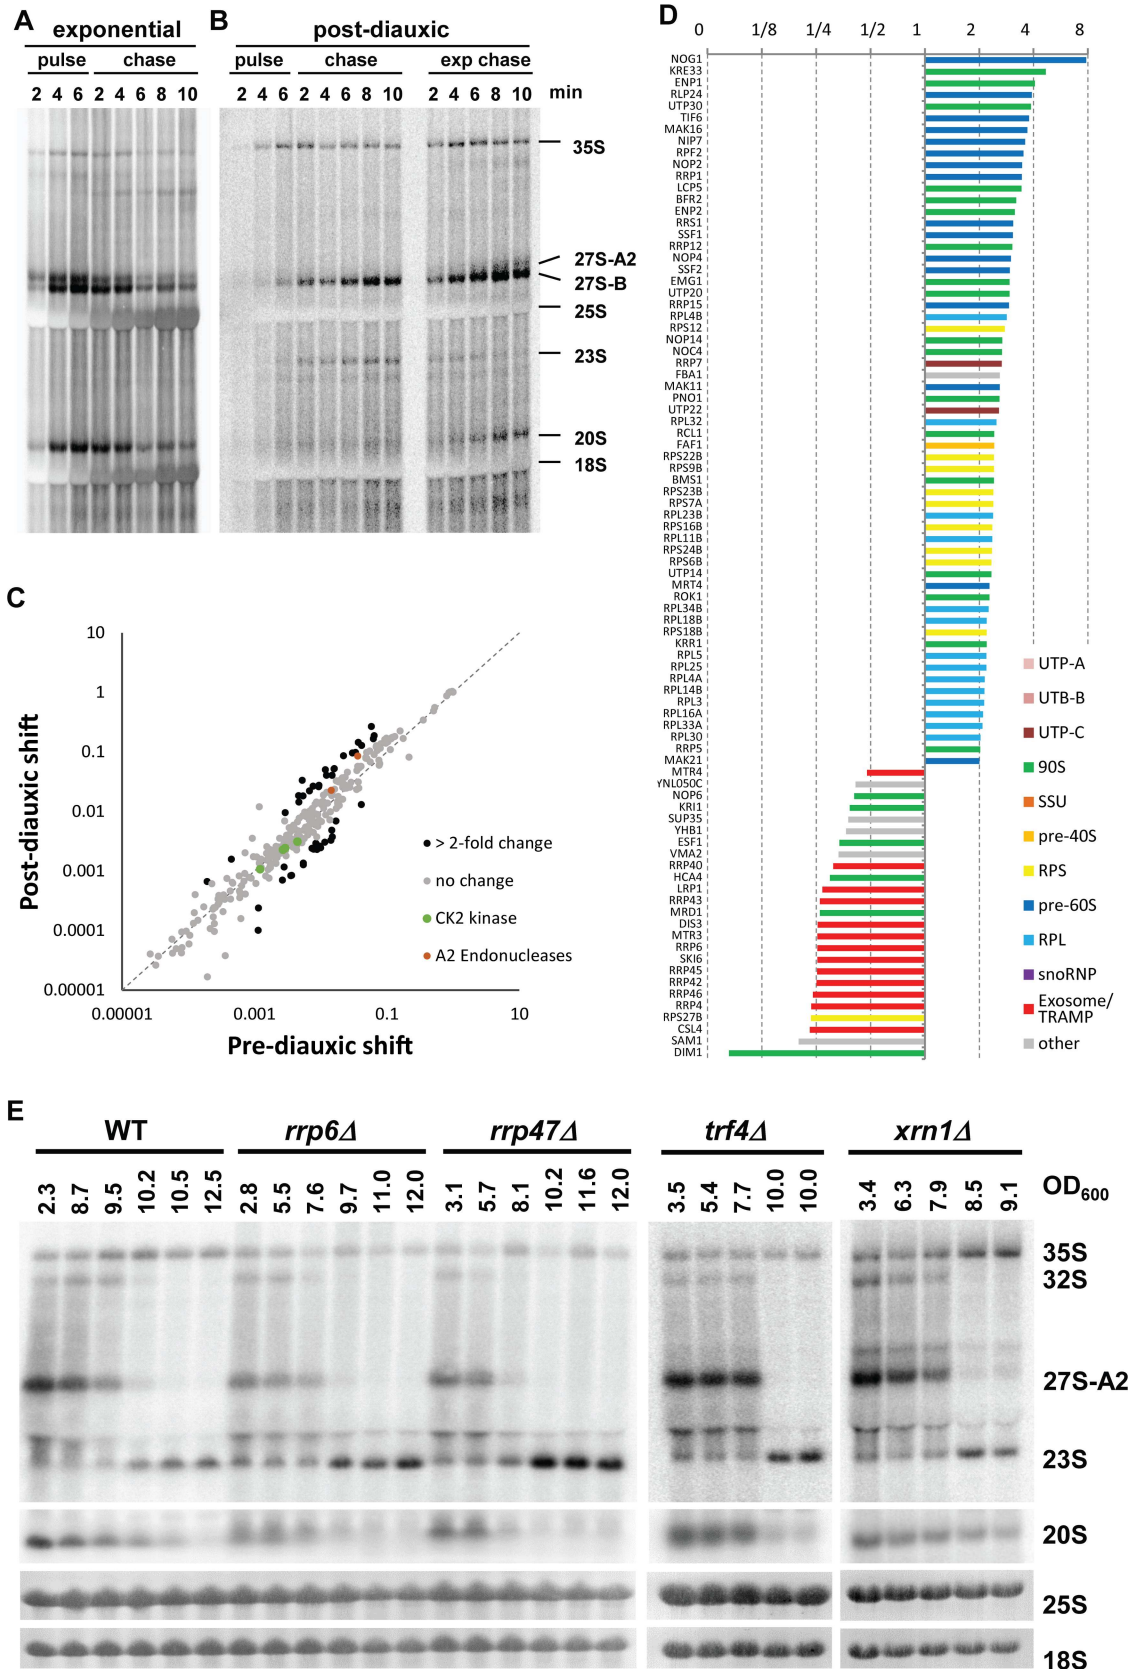 A
exponential
pulse chase
2 4 6 2 4 6 8 10
B
post-diauxic
pulse chase exp chase
2 4 6 2 4 6 8 10 2 4 6 8 10 min
35S
27S-A2
27S-B
25S
23S
20S
18S
C
Post-diauxic shift
10
1
0.1
0.01
0.001
0.0001
0.00001
0.00001 0.001 0.1 10
Pre-diauxic shift
> 2-fold change
no change
CK2 kinase
A2 Endonucleases
D
0 1/8 1/4 1/2 1 2 4 8
NOG1
KRE33
ENP1
RLP24
UTP30
TIF6
MAK16
NIP7
RPF2
NOP2
RRP1
LCP5
BFR2
ENP2
RRS1
SSF1
RRP12
NOP4
SSF2
EMG1
UTP20
RRP15
RPL4B
RPS12
NOP14
NOC4
RRP7
FBA1
MAK11
PNO1
UTP22
RPL32
RCL1
FAF1
RPS22B
RPS9B
BMS1
RPS23B
RPS7A
RPL23B
RPS16B
RPL11B
RPS24B
RPS6B
UTP14
MRT4
ROK1
RPL34B
RPL18B
RPS18B
KRR1
RPL5
RPL25
RPL4A
RPL14B
RPL3
RPL16A
RPL33A
RPL30
RRP5
MAK21
MTR4
YNL050C
NOP6
KRI1
SUP35
YHB1
ESF1
VMA2
RRP40
HCA4
LRP1
RRP43
MRD1
DIS3
MTR3
RRP6
SKI6
RRP45
RRP42
RRP46
RRP4
RPS27B
CSL4
SAM1
DIM1
UTP-A
UTB-B
UTP-C
90S
SSU
pre-40S
RPS
pre-60S
RPL
snoRNP
Exosome/
TRAMP
other
E
WT rrp6Δ rrp47Δ trf4Δ xrn1Δ
2.3 8.7 9.5 10.2 10.5 12.5 2.8 5.5 7.6 9.7 11.0 12.0 3.1 5.7 8.1 10.2 11.6 12.0 3.5 5.4 7.7 10.0 10.0 3.4 6.3 7.9 8.5 9.1 OD600
35S
32S
27S-A2
23S
20S
25S
18S